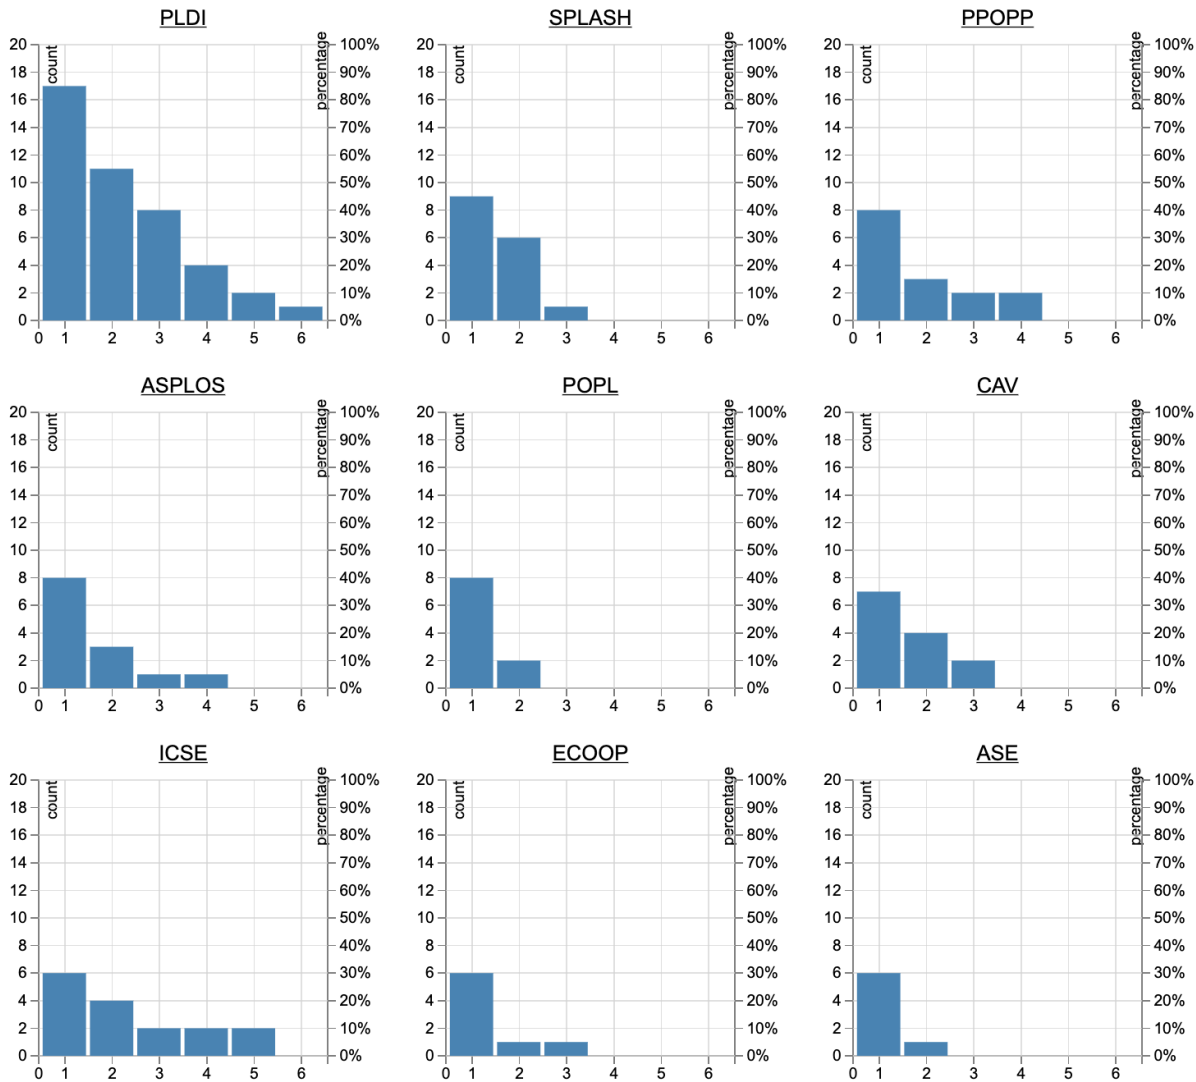 PLDI SPLASH PPOPP
count percentage count percentage count percentage
20 100% 20 100% 20 100%
18 90% 18 90% 18 90%
16 80% 16 80% 16 80%
14 70% 14 70% 14 70%
12 60% 12 60% 12 60%
10 50% 10 50% 10 50%
8 40% 8 40% 8 40%
6 30% 6 30% 6 30%
4 20% 4 20% 4 20%
2 10% 2 10% 2 10%
0 0% 0 0% 0 0%
0 1 2 3 4 5 6 0 1 2 3 4 5 6 0 1 2 3 4 5 6
ASPLOS POPL CAV
count percentage count percentage count percentage
20 100% 20 100% 20 100%
18 90% 18 90% 18 90%
16 80% 16 80% 16 80%
14 70% 14 70% 14 70%
12 60% 12 60% 12 60%
10 50% 10 50% 10 50%
8 40% 8 40% 8 40%
6 30% 6 30% 6 30%
4 20% 4 20% 4 20%
2 10% 2 10% 2 10%
0 0% 0 0% 0 0%
0 1 2 3 4 5 6 0 1 2 3 4 5 6 0 1 2 3 4 5 6
ICSE ECOOP ASE
count percentage count percentage count percentage
20 100% 20 100% 20 100%
18 90% 18 90% 18 90%
16 80% 16 80% 16 80%
14 70% 14 70% 14 70%
12 60% 12 60% 12 60%
10 50% 10 50% 10 50%
8 40% 8 40% 8 40%
6 30% 6 30% 6 30%
4 20% 4 20% 4 20%
2 10% 2 10% 2 10%
0 0% 0 0% 0 0%
0 1 2 3 4 5 6 0 1 2 3 4 5 6 0 1 2 3 4 5 6